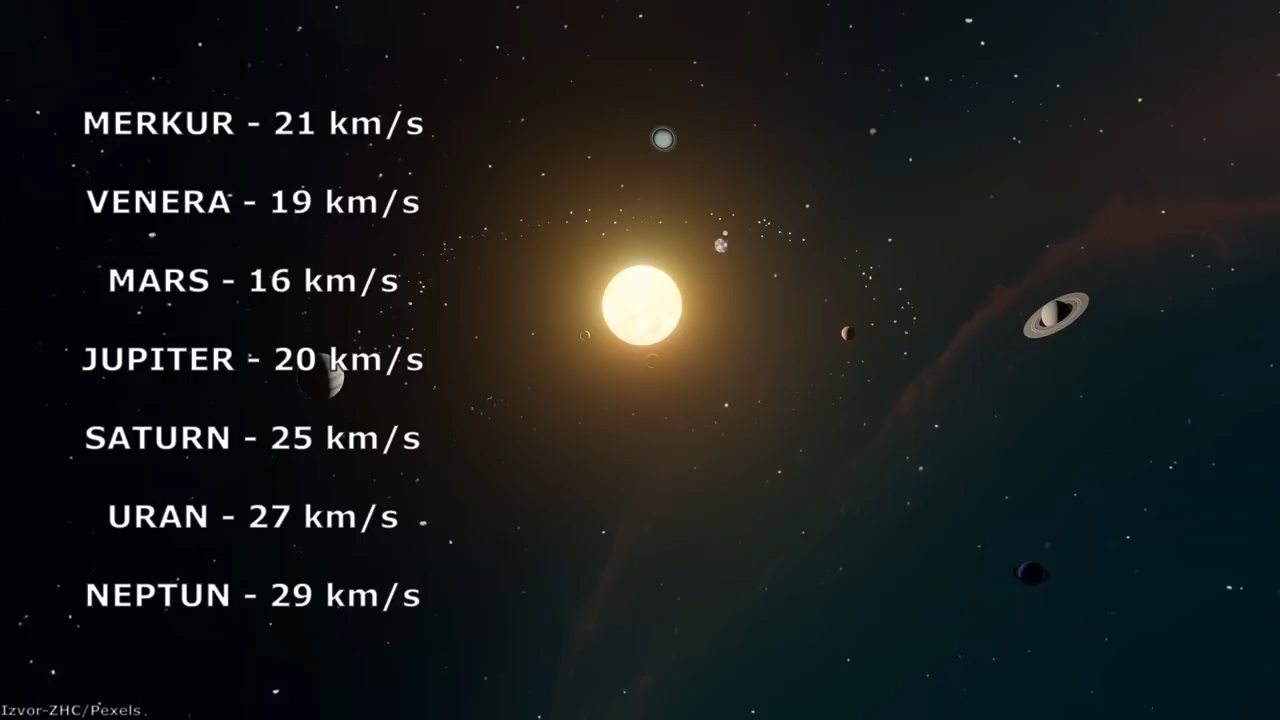 MERKUR - 21 km/s
VENERA - 19 km/s
MARS - 16 km/s
JUPITER - 20 km/s
SATURN - 25 km/s
URAN - 27 km/s
NEPTUN - 29 km/s
Izvor-ZHC/Pexels